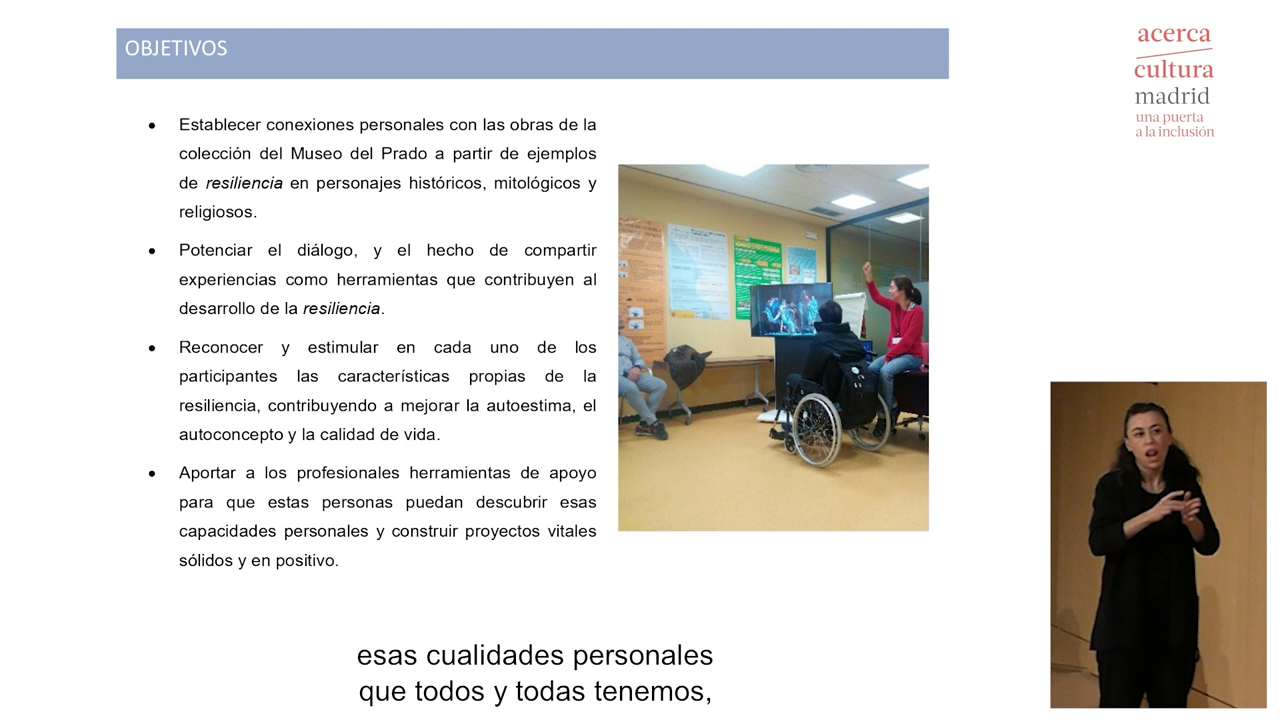 OBJETIVOS
• Establecer conexiones personales con las obras de la
colección del Museo del Prado a partir de ejemplos
de resiliencia en personajes históricos, mitológicos y
religiosos.
• Potenciar el diálogo, y el hecho de compartir
experiencias como herramientas que contribuyen al
desarrollo de la resiliencia.
• Reconocer y estimular en cada uno de los
participantes las características propias de la
resiliencia, contribuyendo a mejorar la autoestima, el
autoconcepto y la calidad de vida.
• Aportar a los profesionales herramientas de apoyo
para que estas personas puedan descubrir esas
capacidades personales y construir proyectos vitales
sólidos y en positivo.
acerca
cultura
madrid
una puerta
a la inclusión
esas cualidades personales
que todos y todas tenemos,